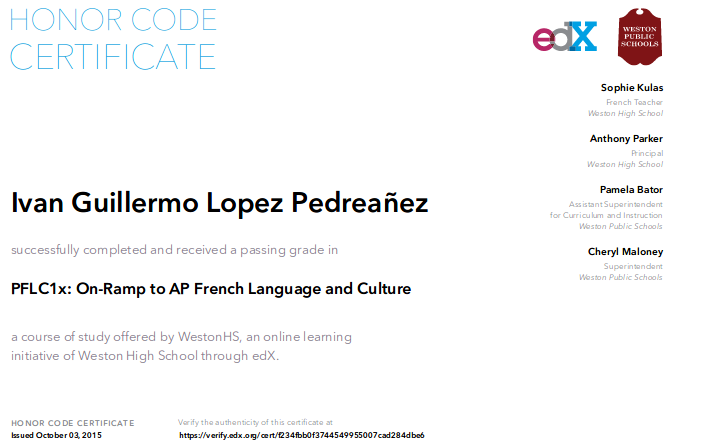 HONOR CODE
CERTIFICATE
edX
WESTON
PUBLIC
SCHOOLS
Sophie Kulas
French Teacher
Weston High School
Anthony Parker
Principal
Weston High School
Pamela Bator
Assistant Superintendent
for Curriculum and Instruction
Weston Public Schools
Cheryl Maloney
Superintendent
Weston Public Schools
Ivan Guillermo Lopez Pedreañez
successfully completed and received a passing grade in
PFLC1x: On-Ramp to AP French Language and Culture
a course of study offered by WestonHS, an online learning
initiative of Weston High School through edX.
HONOR CODE CERTIFICATE
Issued October 03, 2015
Verify the authenticity of this certificate at
https://verify.edx.org/cert/f234fbb0f3744549955007cad284dbe6